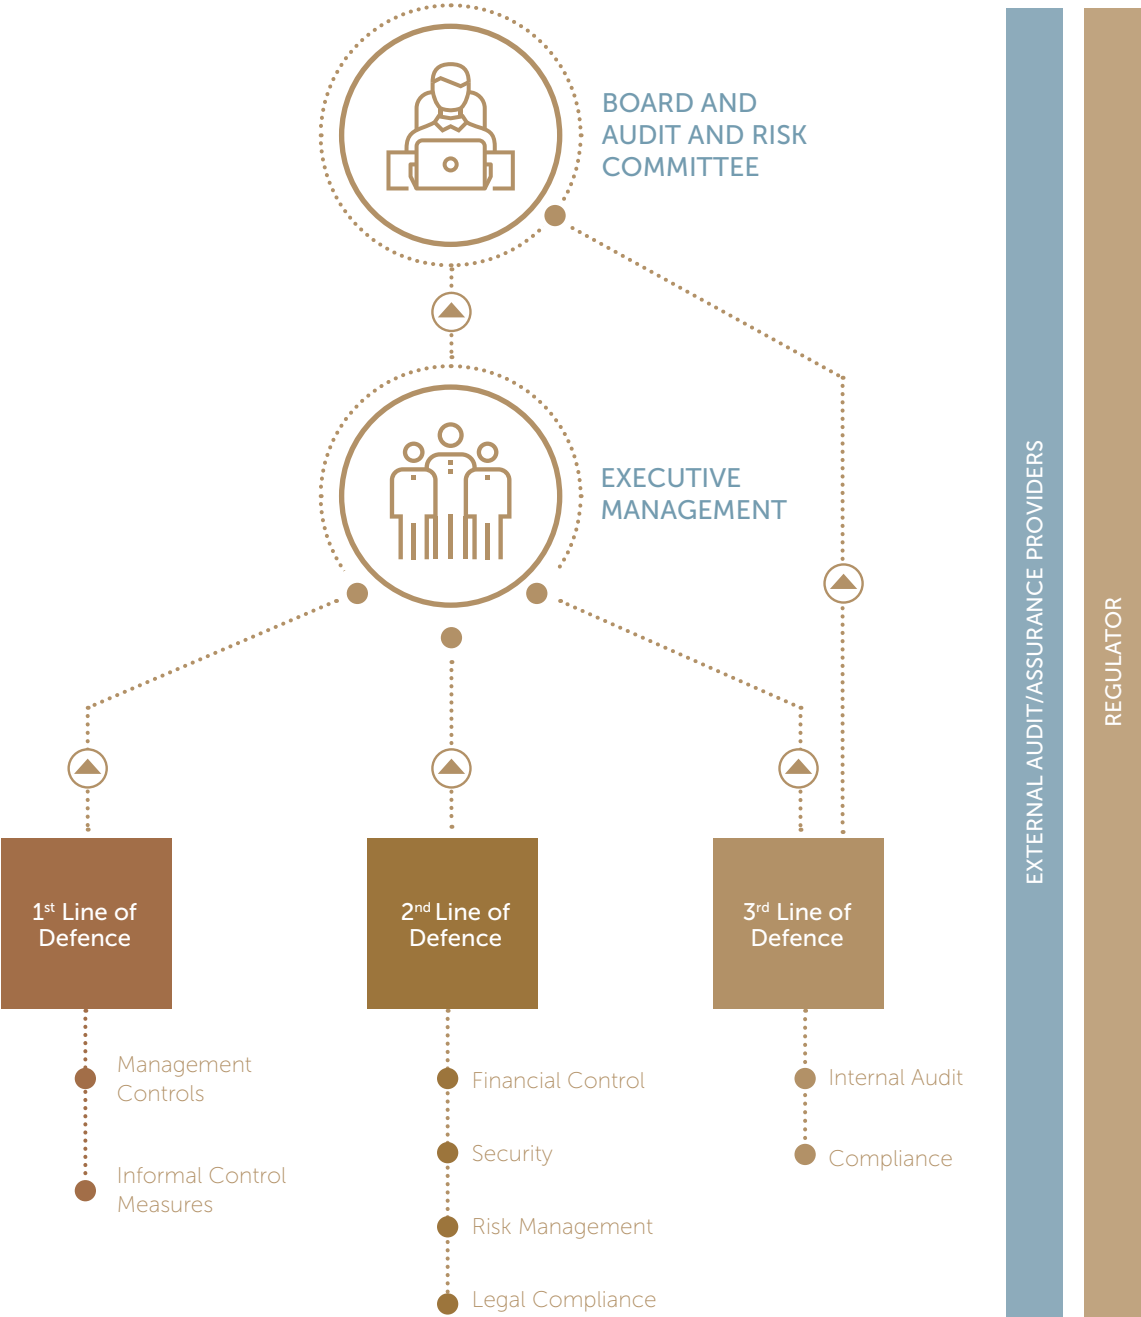 BOARD AND
AUDIT AND RISK
COMMITTEE
EXECUTIVE
MANAGEMENT
1st Line of
Defence
Management
Controls
Informal Control
Measures
2nd Line of
Defence
Financial Control
Security
Risk Management
Legal Compliance
3rd Line of
Defence
Internal Audit
Compliance
EXTERNAL AUDIT/ASSURANCE PROVIDERS
REGULATOR